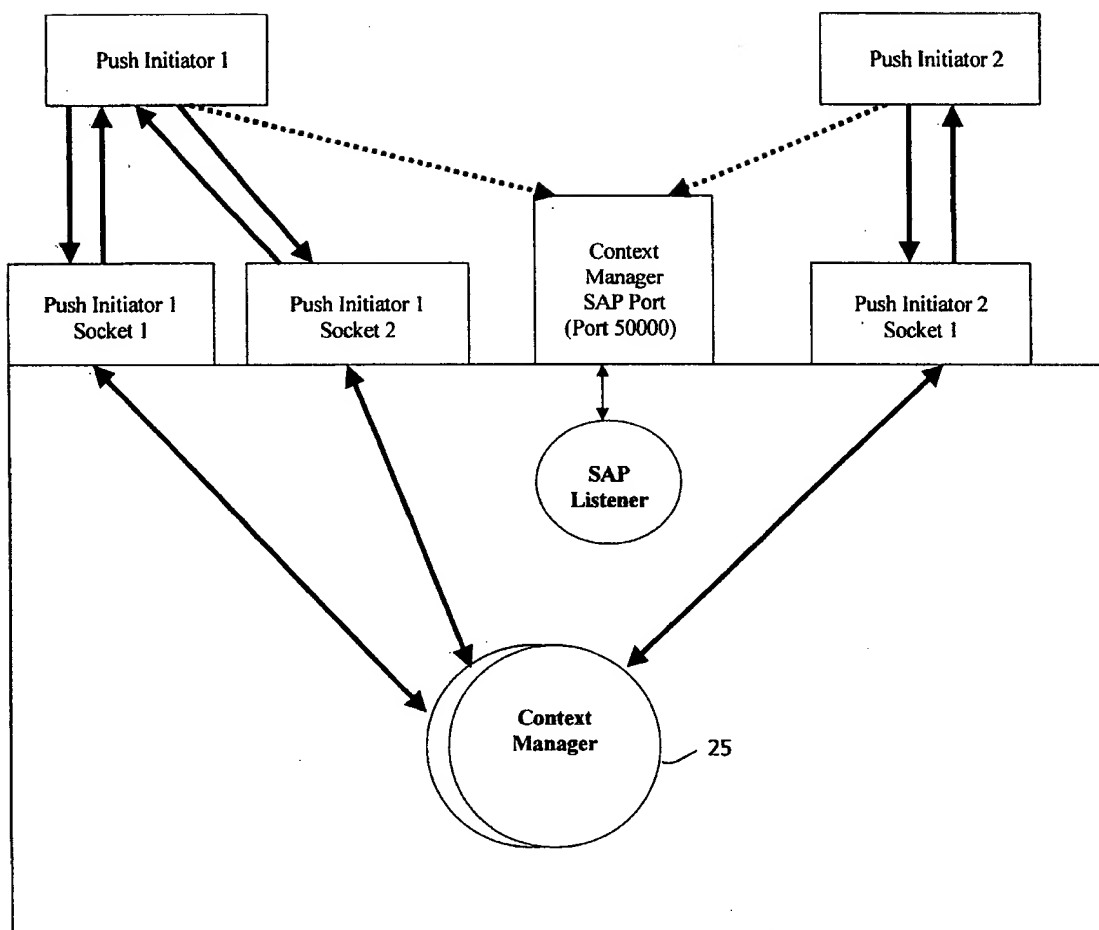 Push Initiator 1
Push Initiator 2
Context
Manager
SAP Port
(Port 50000)
Push Initiator 1
Socket 1
Push Initiator 1
Socket 2
Push Initiator 2
Socket 1
SAP
Listener
Context
Manager
25